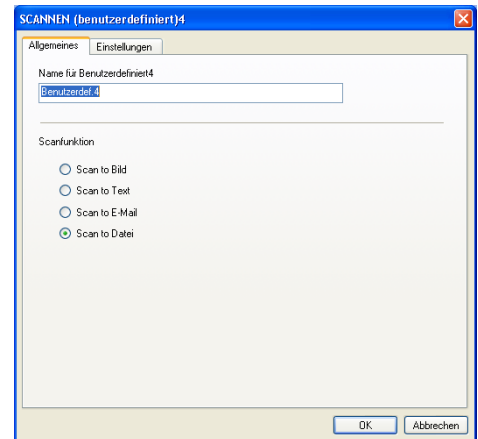 SCANNEN (benutzerdefiniert)4
Allgemeines Einstellungen
Name für Benutzerdefiniert4
Benutzerdef.4
Scanfunktion
Scan to Bild
Scan to Text
Scan to E-Mail
Scan to Datei
OK Abbrechen